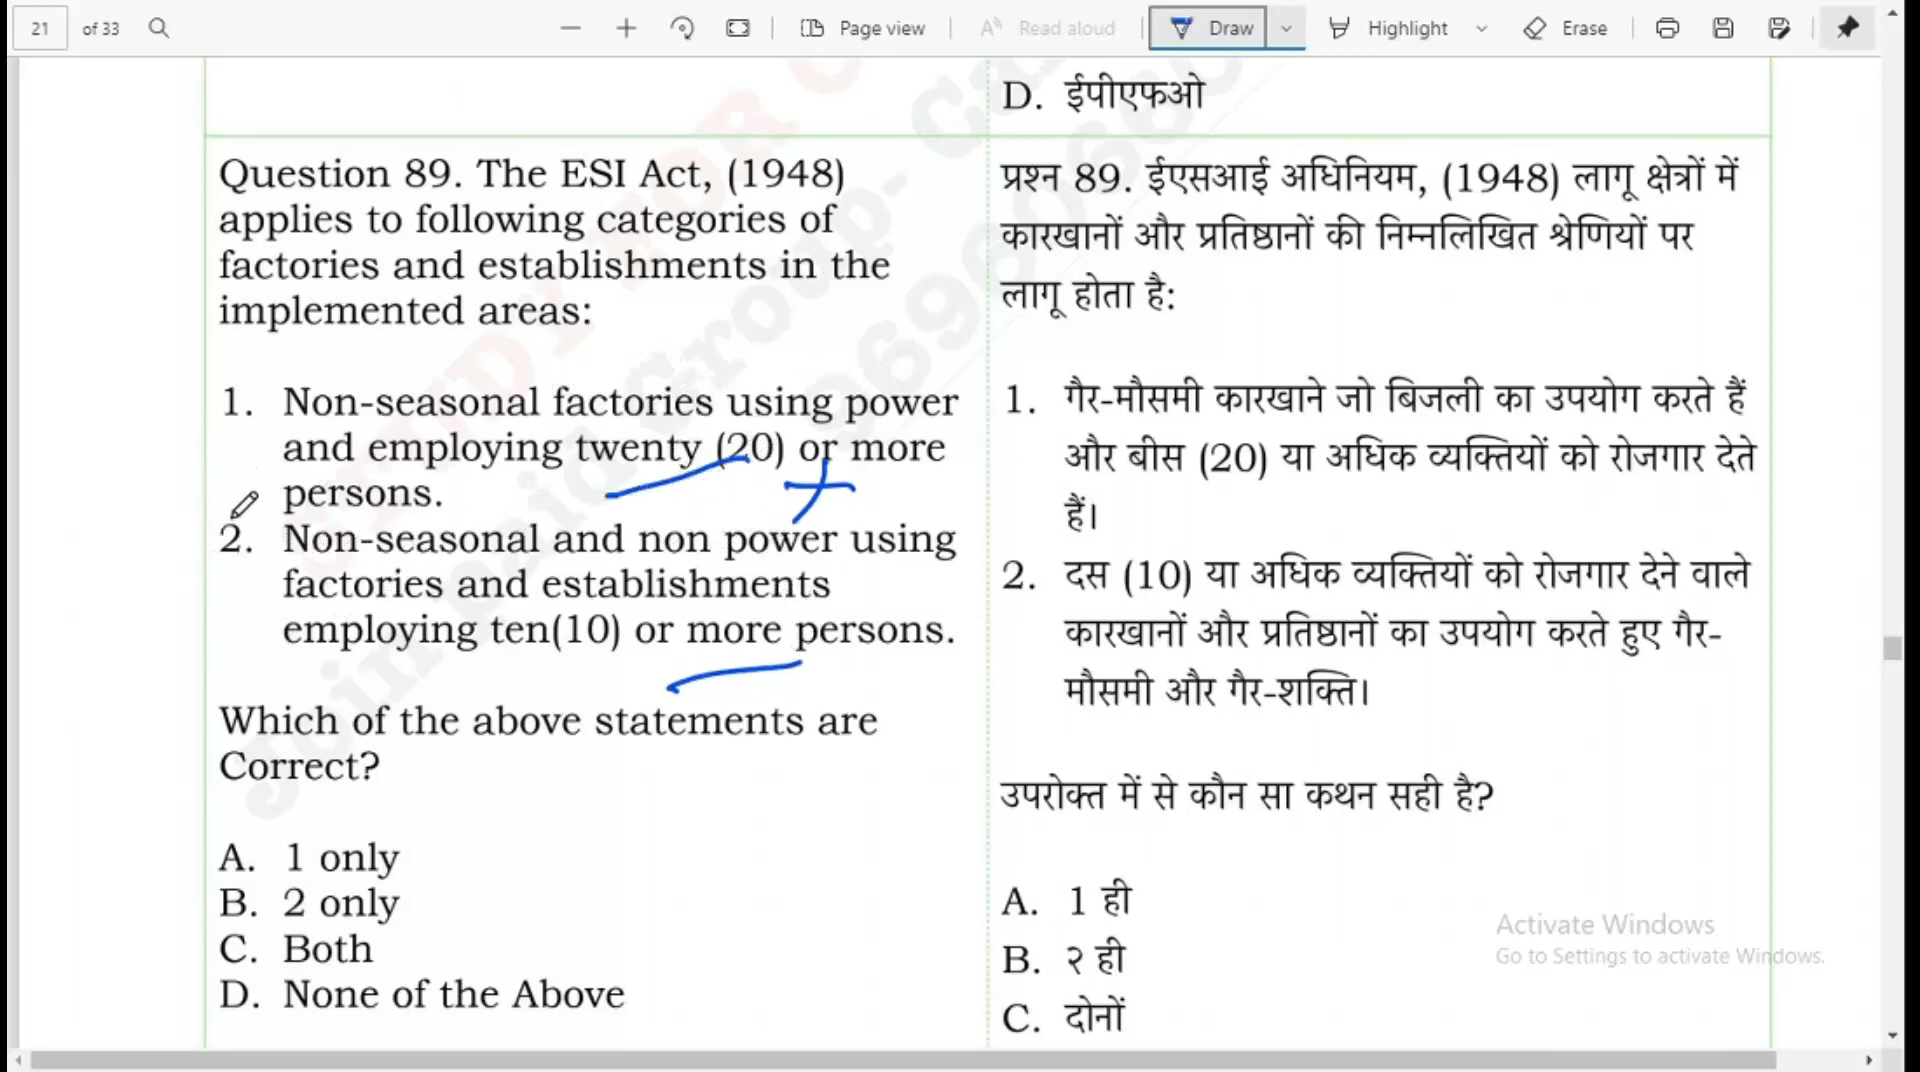 21 of 33 Page view Read aloud Draw Highlight Erase
D. ईपीएफओ
Question 89. The ESI Act, (1948)
applies to following categories of
factories and establishments in the
implemented areas:
1. Non-seasonal factories using power
and employing twenty (20) or more
persons.
2. Non-seasonal and non power using
factories and establishments
employing ten(10) or more persons.
Which of the above statements are
Correct?
A. 1 only
B. 2 only
C. Both
D. None of the Above
प्रश्न 89. ईएसआई अधिनियम, (1948) लागू क्षेत्रों में
कारखानों और प्रतिष्ठानों की निम्नलिखित श्रेणियों पर
लागू होता है:
1. गैर-मौसमी कारखाने जो बिजली का उपयोग करते हैं
और बीस (20) या अधिक व्यक्तियों को रोजगार देते
हैं।
2. दस (10) या अधिक व्यक्तियों को रोजगार देने वाले
कारखानों और प्रतिष्ठानों का उपयोग करते हुए गैर-
मौसमी और गैर-शक्ति।
उपरोक्त में से कौन सा कथन सही है?
A. 1 ही
B. २ ही
C. दोनों
Activate Windows
Go to Settings to activate Windows.